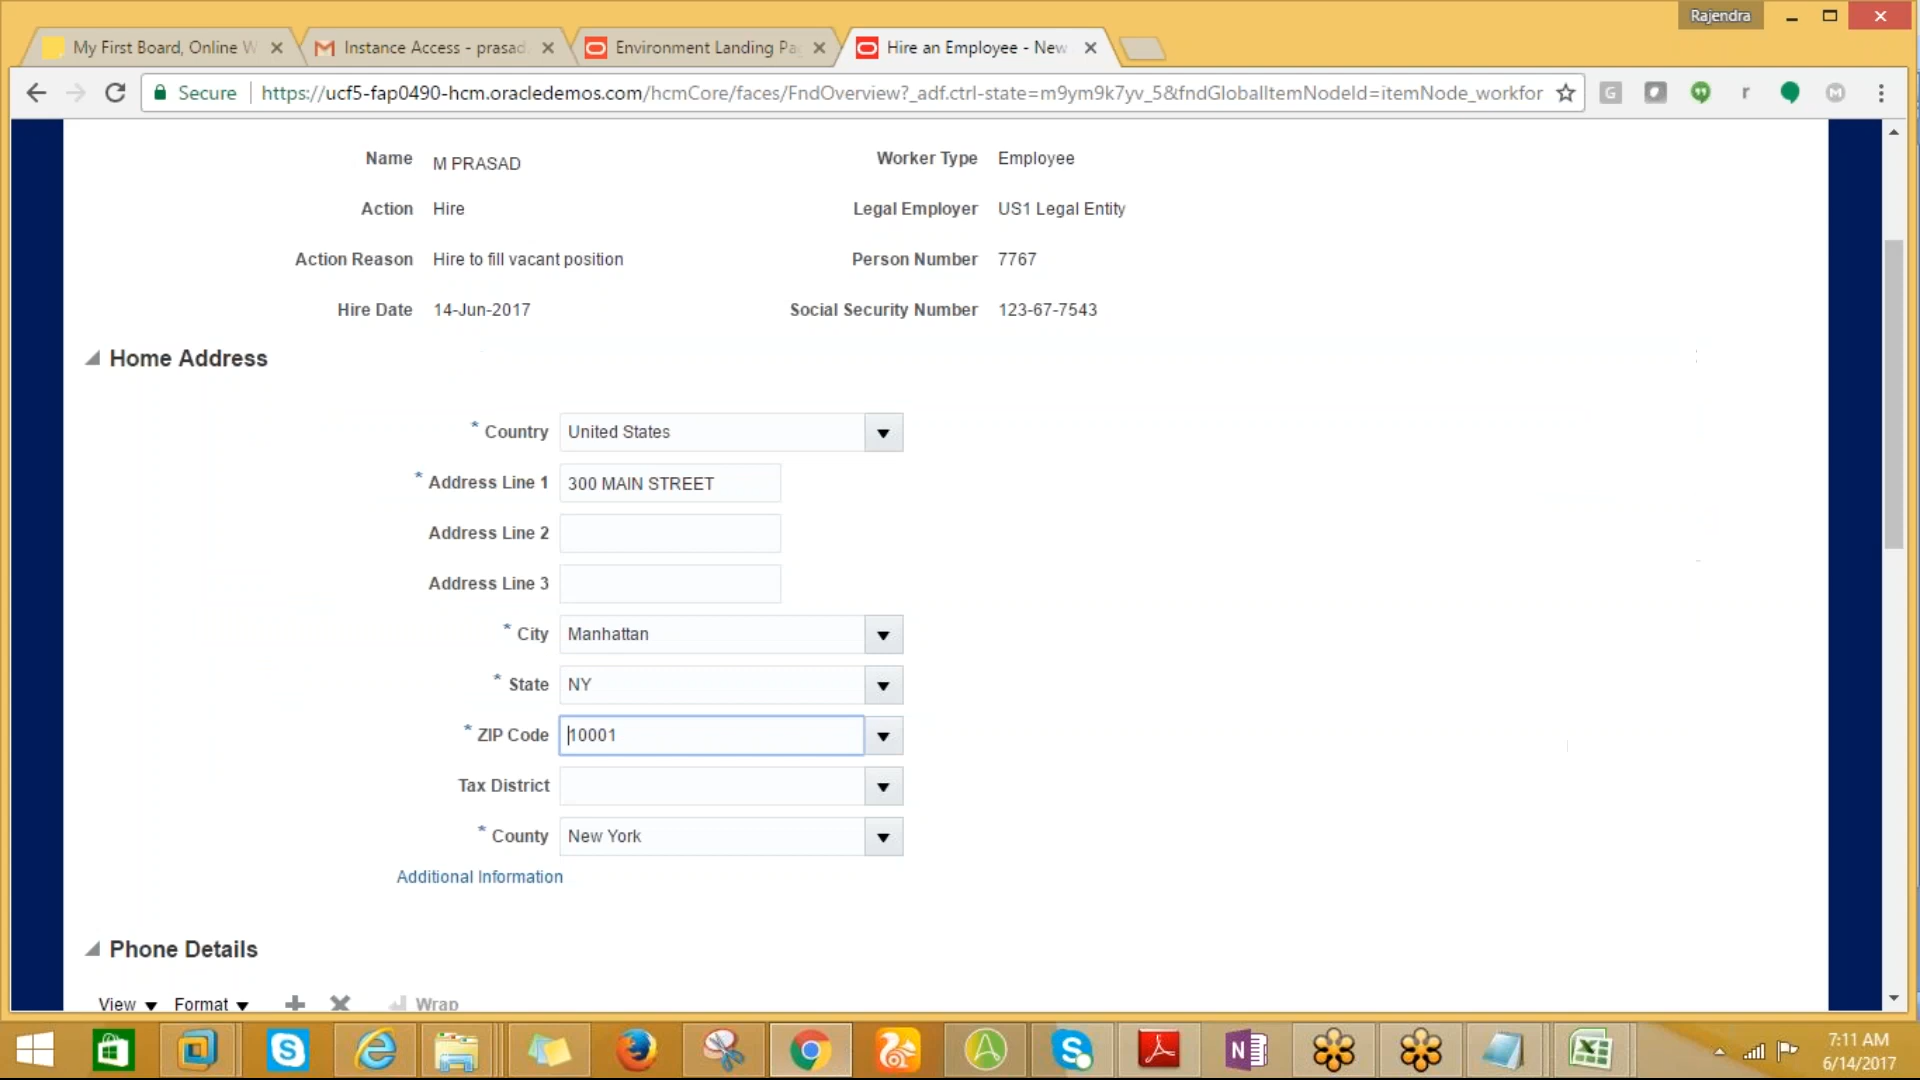 Rajendra
My First Board, Online W
Instance Access - prasad
Environment Landing Pa
Hire an Employee - New
Secure
https://ucf5-fap0490-hcm.oracledemos.com/hcmCore/faces/FndOverview?_adf.ctrl-state=m9ym9k7yv_5&fndGlobalItemNodeId=itemNode_workfor
Name M PRASAD
Worker Type Employee
Action Hire
Legal Employer US1 Legal Entity
Action Reason Hire to fill vacant position
Person Number 7767
Hire Date 14-Jun-2017
Social Security Number 123-67-7543
Home Address
* Country United States
* Address Line 1 300 MAIN STREET
Address Line 2
Address Line 3
* City Manhattan
* State NY
* ZIP Code 10001
Tax District
* County New York
Additional Information
Phone Details
View Format Wrap
7:11 AM
6/14/2017